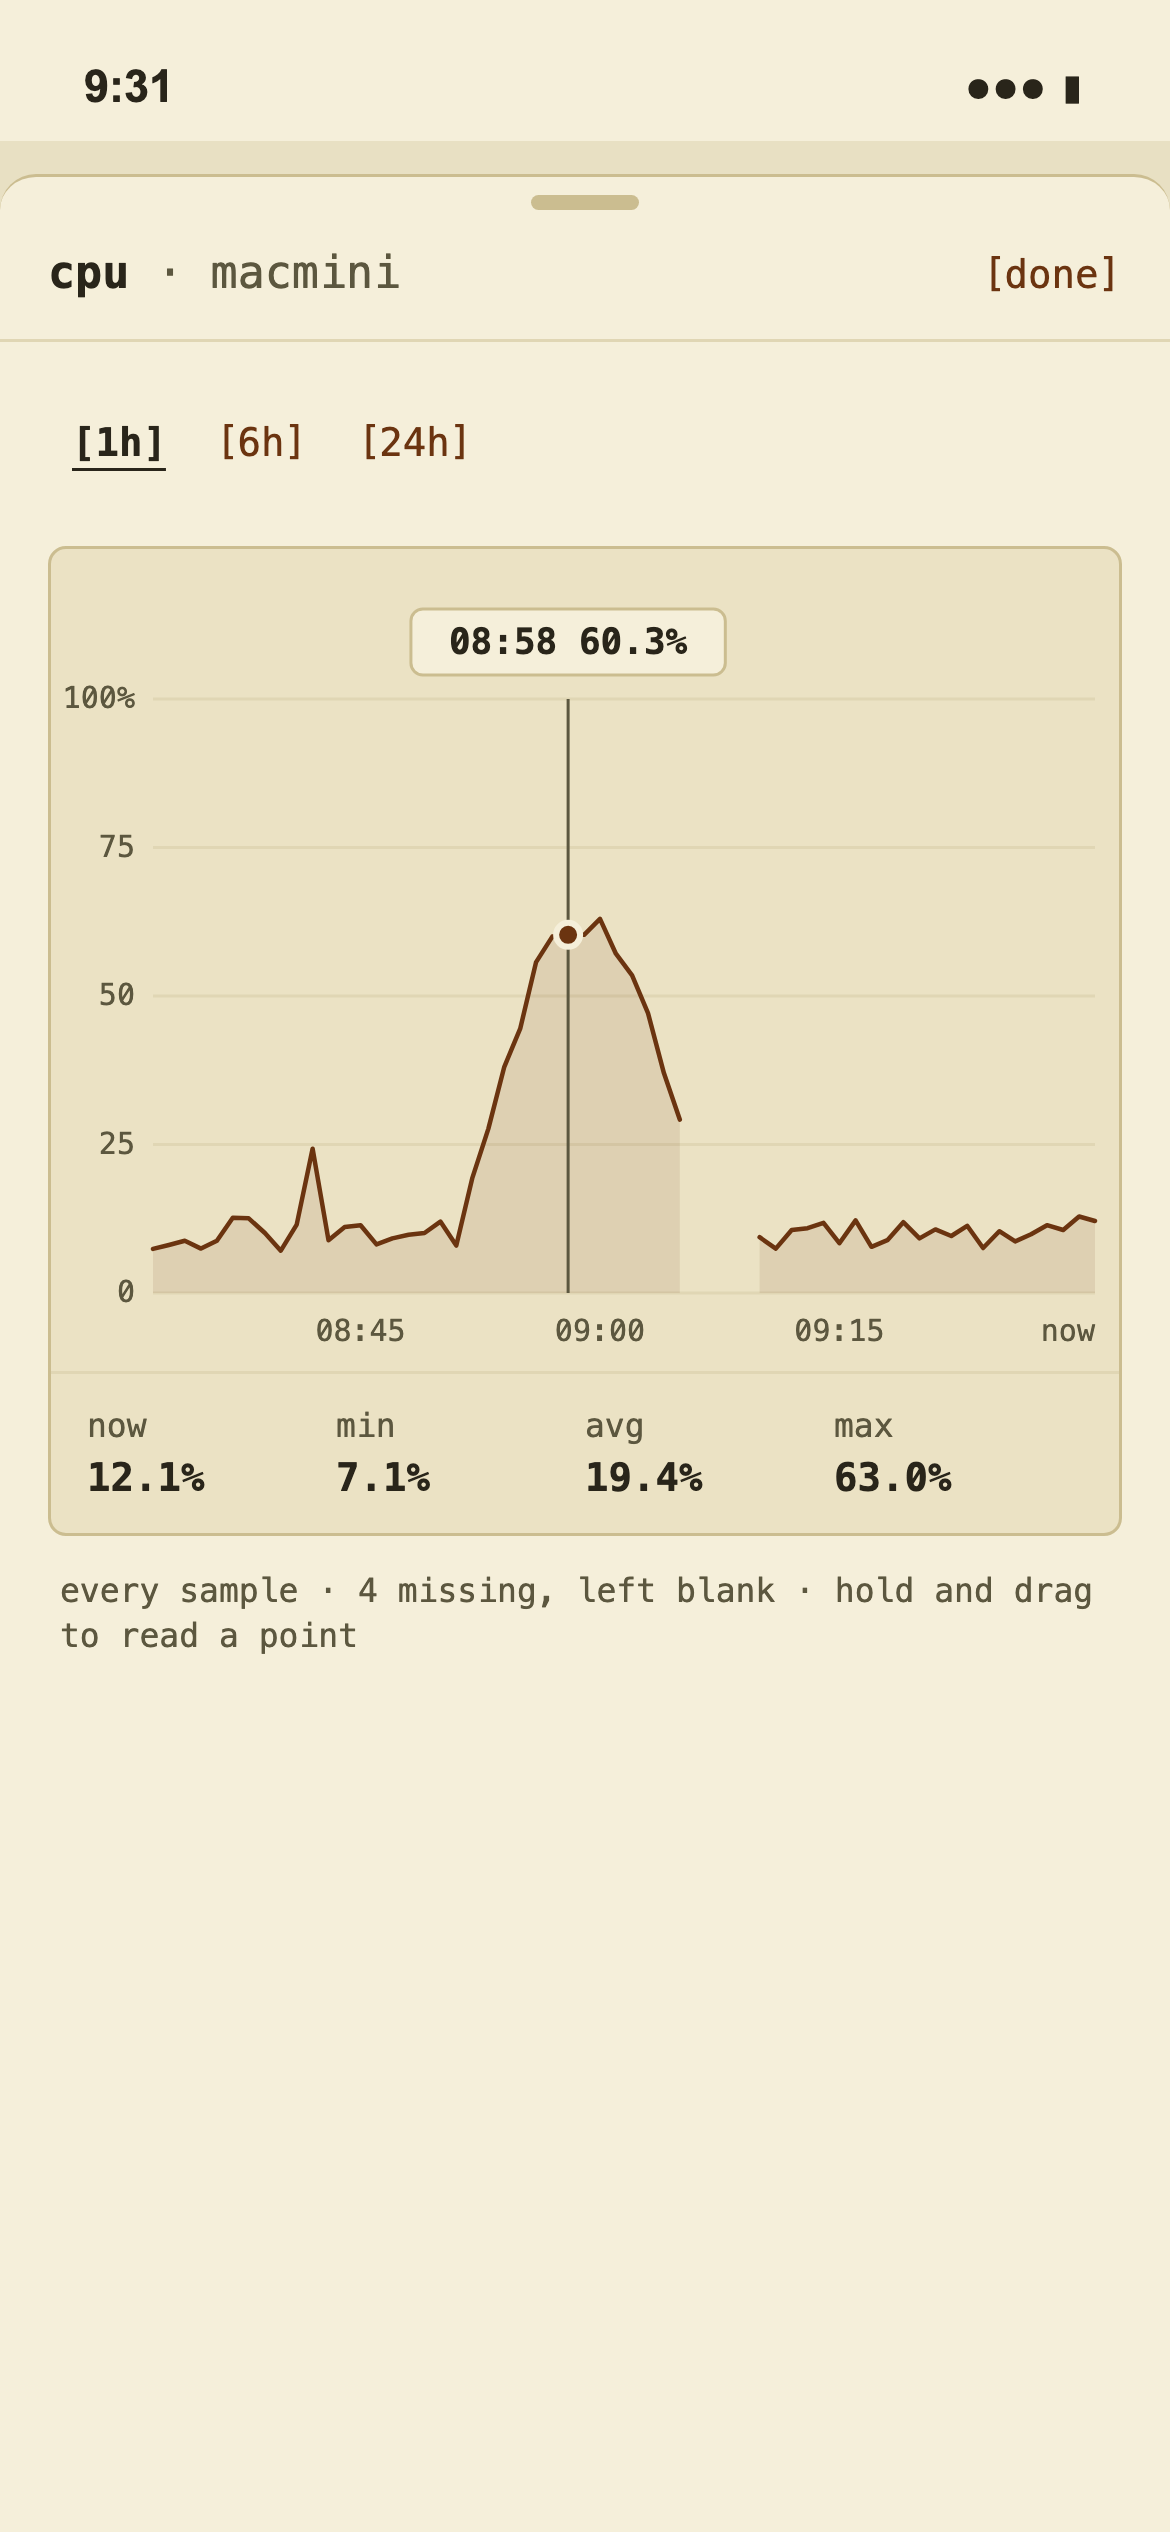 9:31
cpu · macmini [done]
[1h] [6h] [24h]
08:58 60.3%
100%
75
50
25
0
08:45 09:00 09:15 now
now min avg max
12.1% 7.1% 19.4% 63.0%
every sample · 4 missing, left blank · hold and drag
to read a point